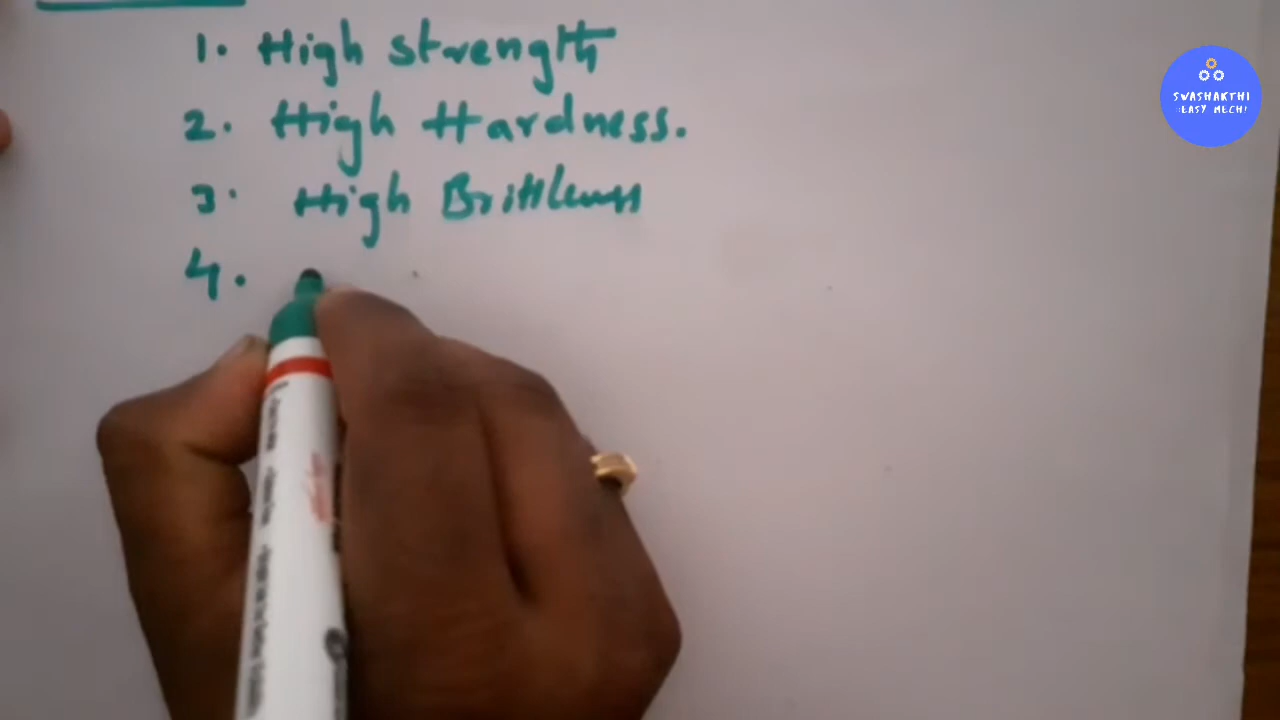 1. High strength
2. High Hardness.
3. High Brittleness
4.
SWASHAKTHI
(EASY MECH)